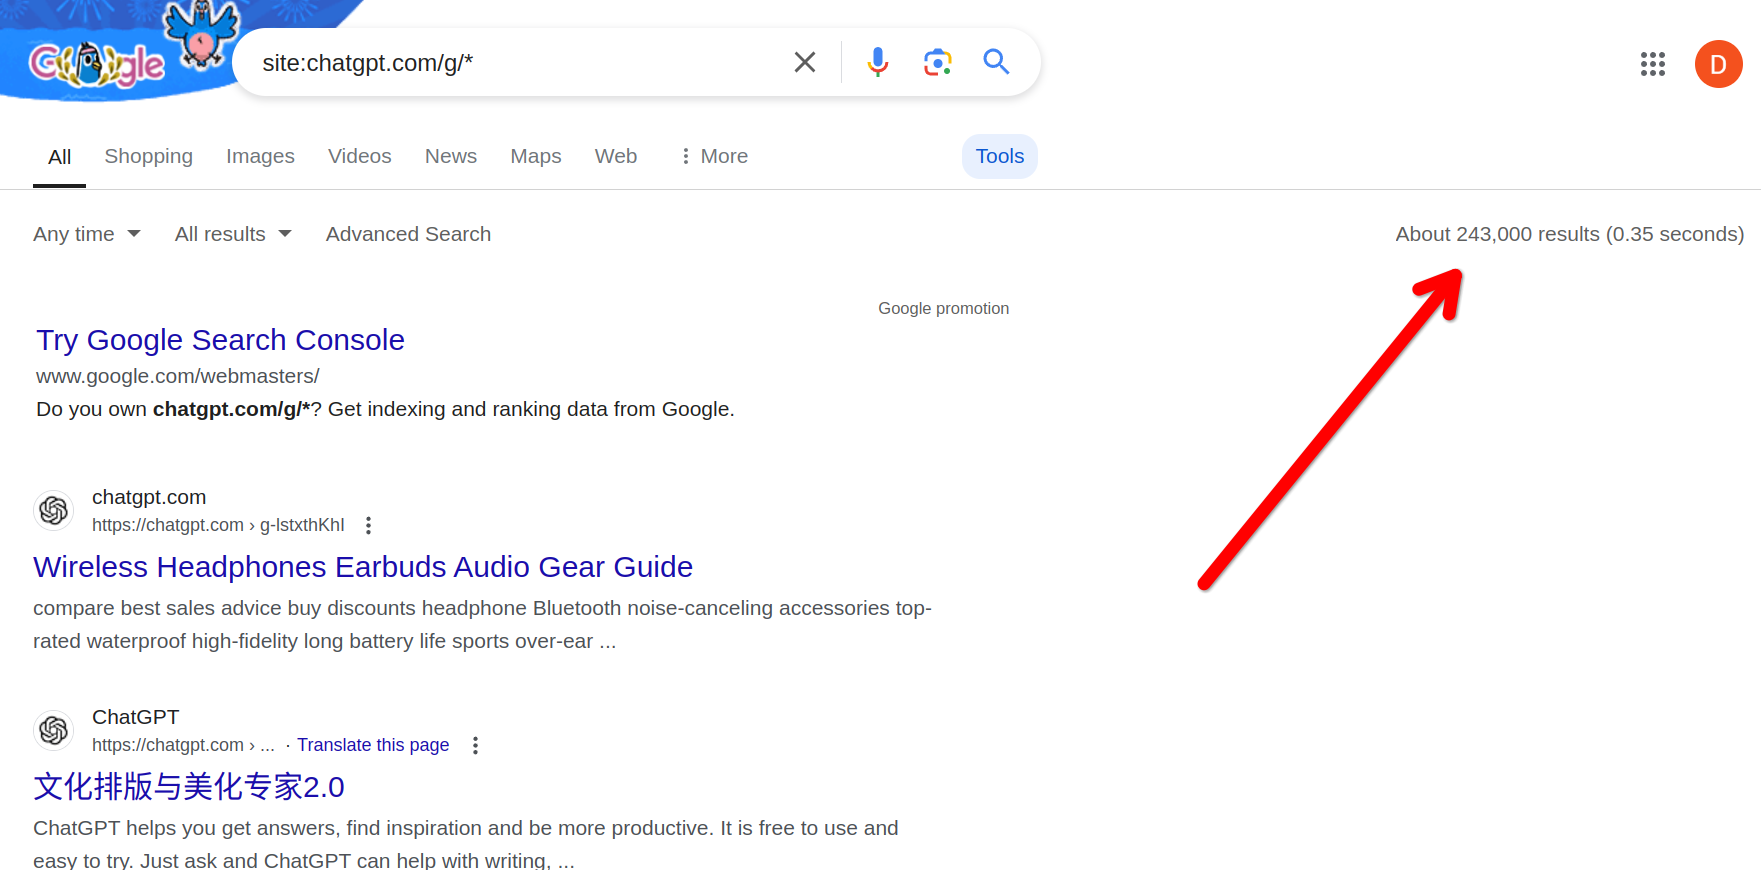 Google
site:chatgpt.com/g/*
D
All Shopping Images Videos News Maps Web More Tools
Any time All results Advanced Search About 243,000 results (0.35 seconds)
Google promotion
Try Google Search Console
www.google.com/webmasters/
Do you own chatgpt.com/g/*? Get indexing and ranking data from Google.
chatgpt.com
https://chatgpt.com › g-lstxthKhI
Wireless Headphones Earbuds Audio Gear Guide
compare best sales advice buy discounts headphone Bluetooth noise-canceling accessories top-
rated waterproof high-fidelity long battery life sports over-ear ...
ChatGPT
https://chatgpt.com › ... · Translate this page
文化排版与美化专家2.0
ChatGPT helps you get answers, find inspiration and be more productive. It is free to use and
easy to try. Just ask and ChatGPT can help with writing, ...